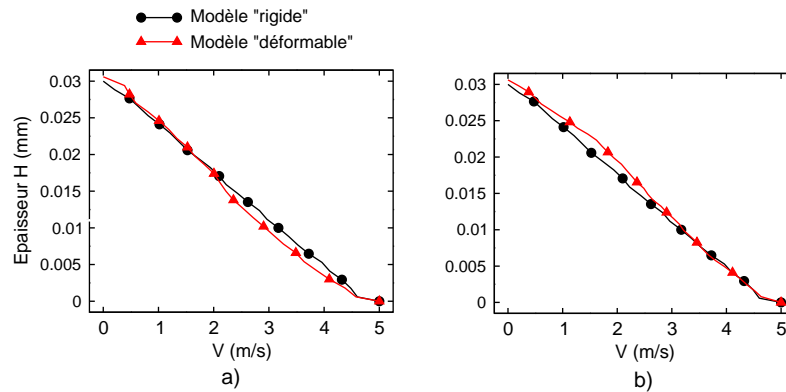 Modèle "rigide"
Modèle "déformable"
Epaisseur H (mm)
0.03
0.025
0.02
0.015
0.01
0.005
0
0 1 2 3 4 5
V (m/s)
a)
0.03
0.025
0.02
0.015
0.01
0.005
0
0 1 2 3 4 5
V (m/s)
b)